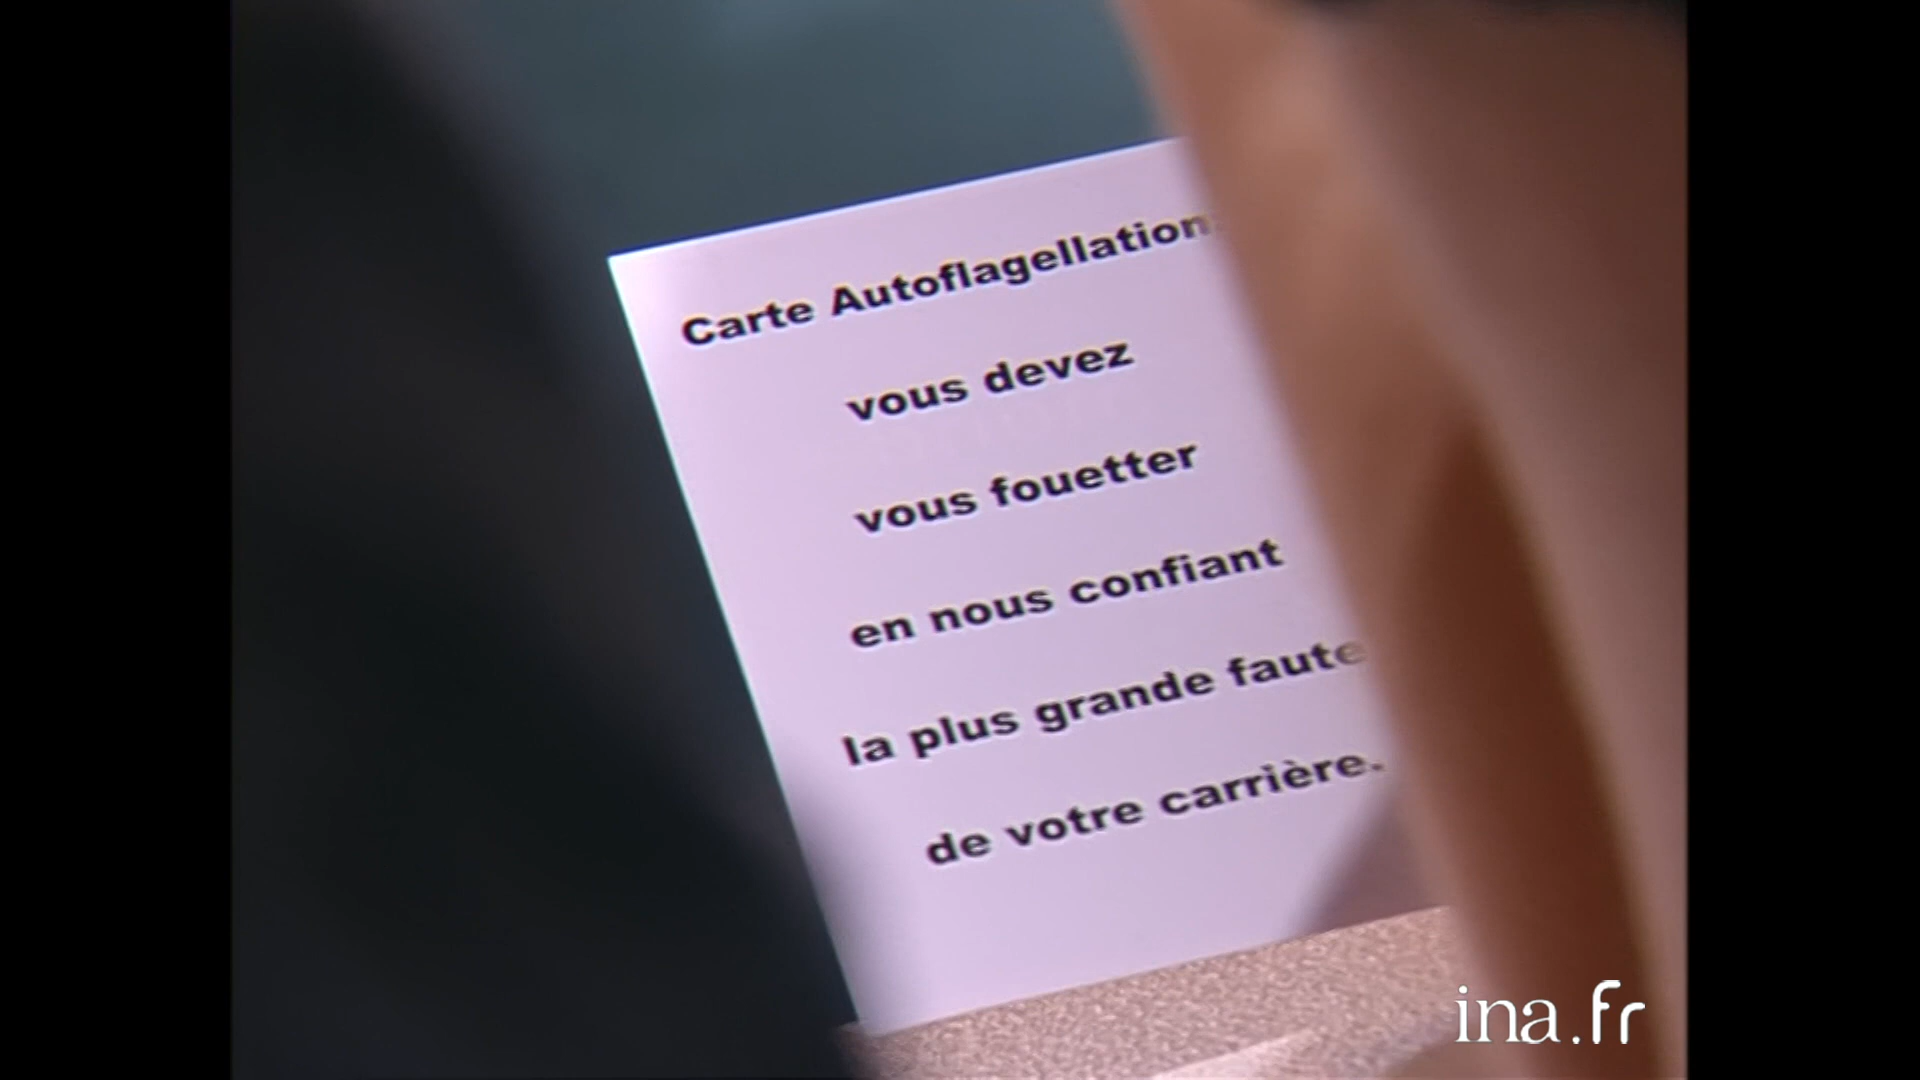 Carte Autoflagellation:
vous devez
vous fouetter
en nous confiant
la plus grande faute
de votre carrière.
ina.fr